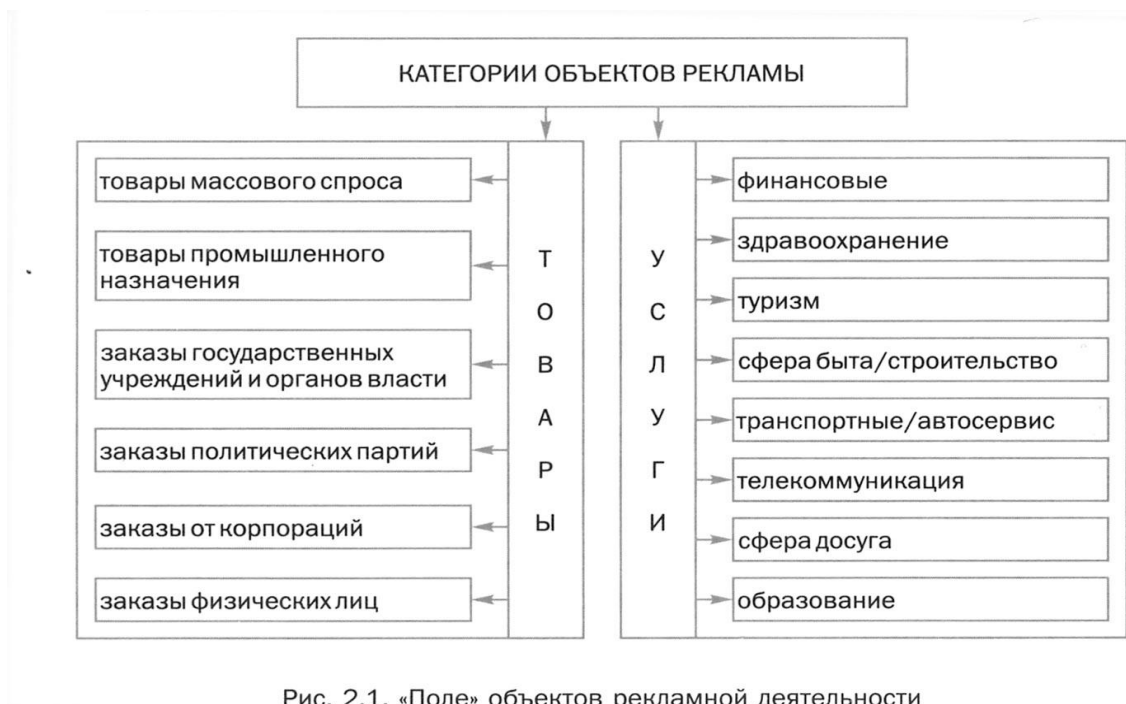 КАТЕГОРИИ ОБЪЕКТОВ РЕКЛАМЫ
товары массового спроса
товары промышленного
назначения
заказы государственных
учреждений и органов власти
заказы политических партий
заказы от корпораций
заказы физических лиц
ТОВАРЫ
УСЛУГИ
финансовые
здравоохранение
туризм
сфера быта/строительство
транспортные/автосервис
телекоммуникация
сфера досуга
образование
Рис. 2.1. «Поле» объектов рекламной деятельности